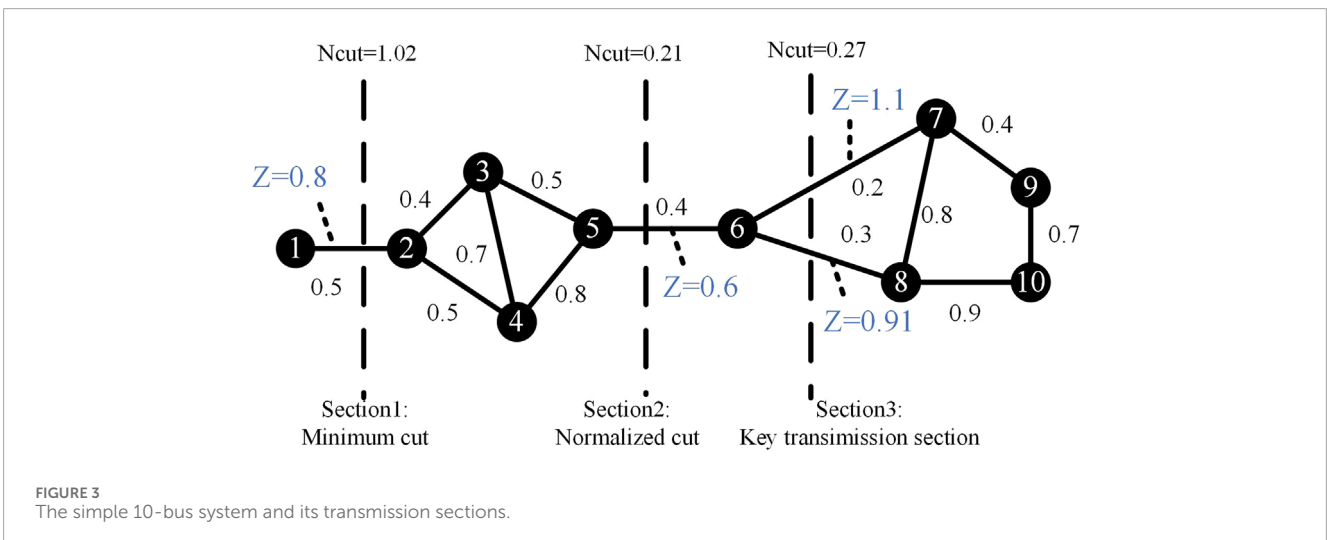 Ncut=1.02
Ncut=0.21
Ncut=0.27
Z=1.1
7
0.4
3
Z=0.8
0.5
9
0.4
0.2
0.4
0.8
5
6
0.3
0.7
1
2
0.7
8
10
0.5
Z=0.6
0.8
0.5
4
Z=0.91
0.9
Section1:
Minimum cut
Section2:
Normalized cut
Section3:
Key transimission section
FIGURE 3
The simple 10-bus system and its transmission sections.